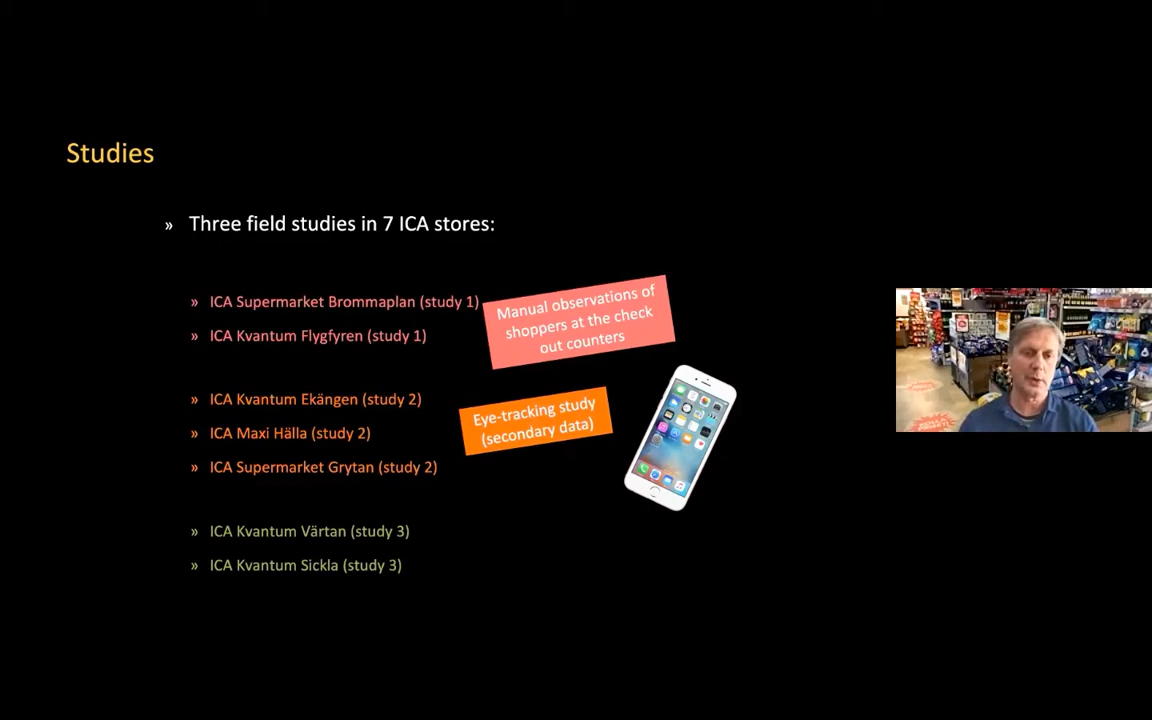 Studies
» Three field studies in 7 ICA stores:
» ICA Supermarket Brommaplan (study 1)
» ICA Kvantum Flygfyren (study 1)
Manual observations of
shoppers at the check
out counters
» ICA Kvantum Ekängen (study 2)
» ICA Maxi Hälla (study 2)
» ICA Supermarket Grytan (study 2)
Eye-tracking study
(secondary data)
» ICA Kvantum Värtan (study 3)
» ICA Kvantum Sickla (study 3)